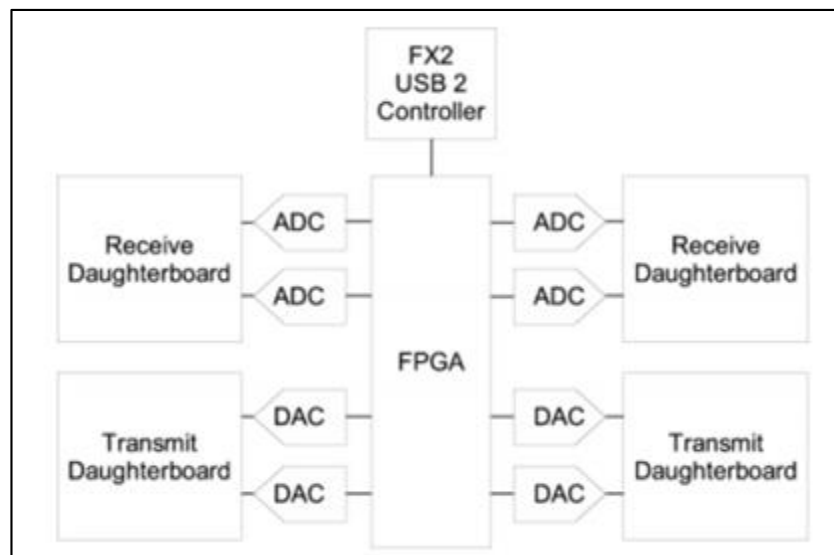 FX2
USB 2
Controller
ADC
ADC
Receive
Daughterboard
ADC
ADC
Receive
Daughterboard
FPGA
DAC
DAC
Transmit
Daughterboard
DAC
DAC
Transmit
Daughterboard